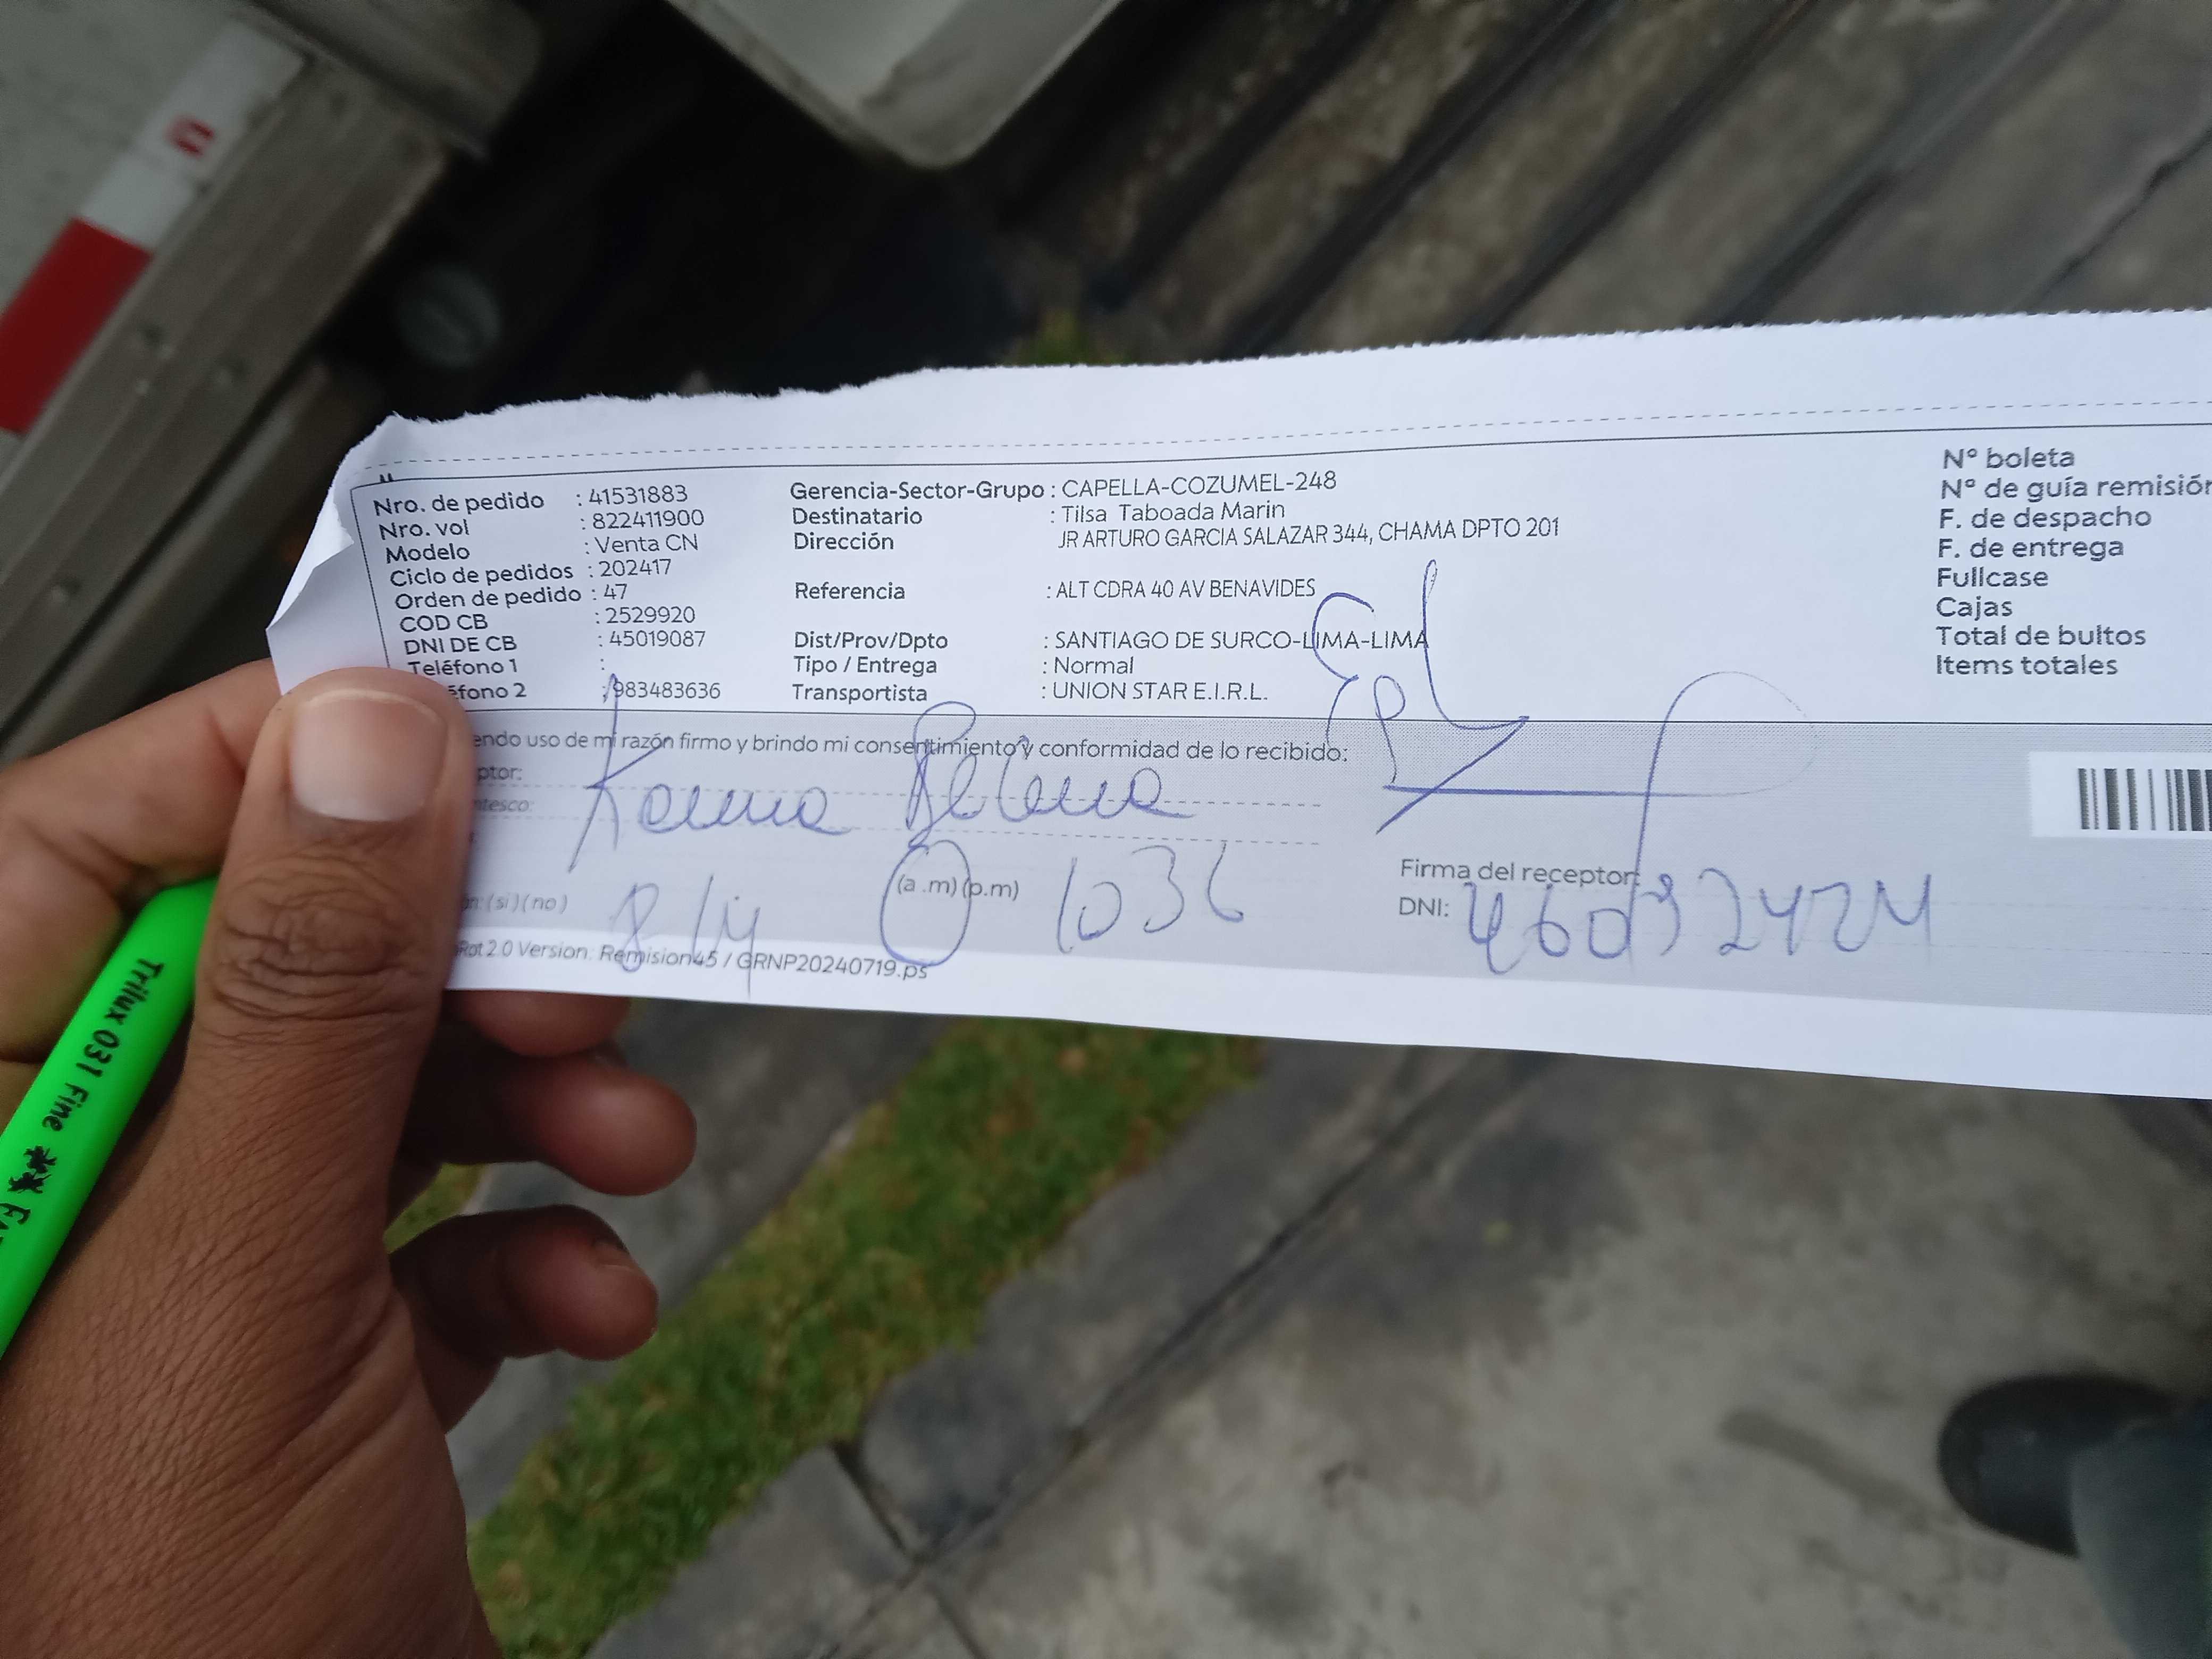 Nro. de pedido : 41531883
Nro. vol : 822411900
Modelo : Venta CN
Ciclo de pedidos : 202417
Orden de pedido : 47
COD CB : 2529920
DNI DE CB : 45019087
Teléfono 1 :
éfono 2 : 983483636
Gerencia-Sector-Grupo : CAPELLA-COZUMEL-248
Destinatario : Tilsa Taboada Marin
Dirección JR ARTURO GARCIA SALAZAR 344, CHAMA DPTO 201
Referencia : ALT CDRA 40 AV BENAVIDES
Dist/Prov/Dpto : SANTIAGO DE SURCO-LIMA-LIMA
Tipo / Entrega : Normal
Transportista : UNION STAR E.I.R.L.
N° boleta
N° de guía remisión
F. de despacho
F. de entrega
Fullcase
Cajas
Total de bultos
Items totales
endo uso de mi razón firmo y brindo mi consentimiento y conformidad de lo recibido:
ptor:
ntesco:
(si) (no) (a .m) (p.m) 1036
Firma del receptor:
DNI:
Rat 2.0 Version: Remision45 / GRNP20240719.ps
Trilux 031 Fine